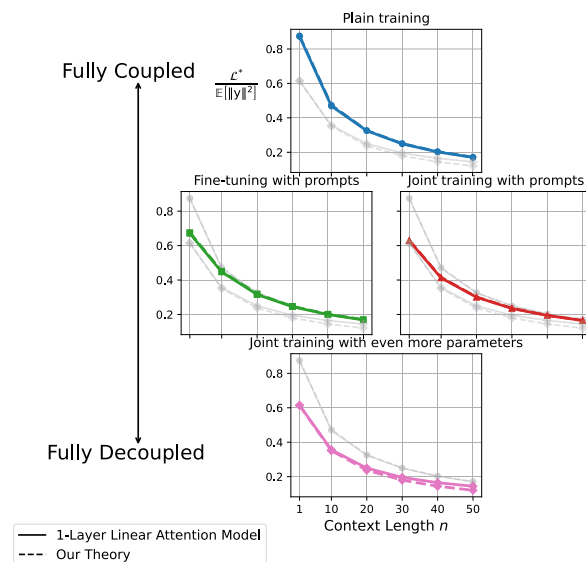 Plain training
Fully Coupled
ℒ*
𝔼[‖y‖²]
0.8
0.6
0.4
0.2
Fine-tuning with prompts
Joint training with prompts
0.8
0.6
0.4
0.2
Joint training with even more parameters
0.8
0.6
0.4
0.2
Fully Decoupled
1 10 20 30 40 50
Context Length n
1-Layer Linear Attention Model
Our Theory